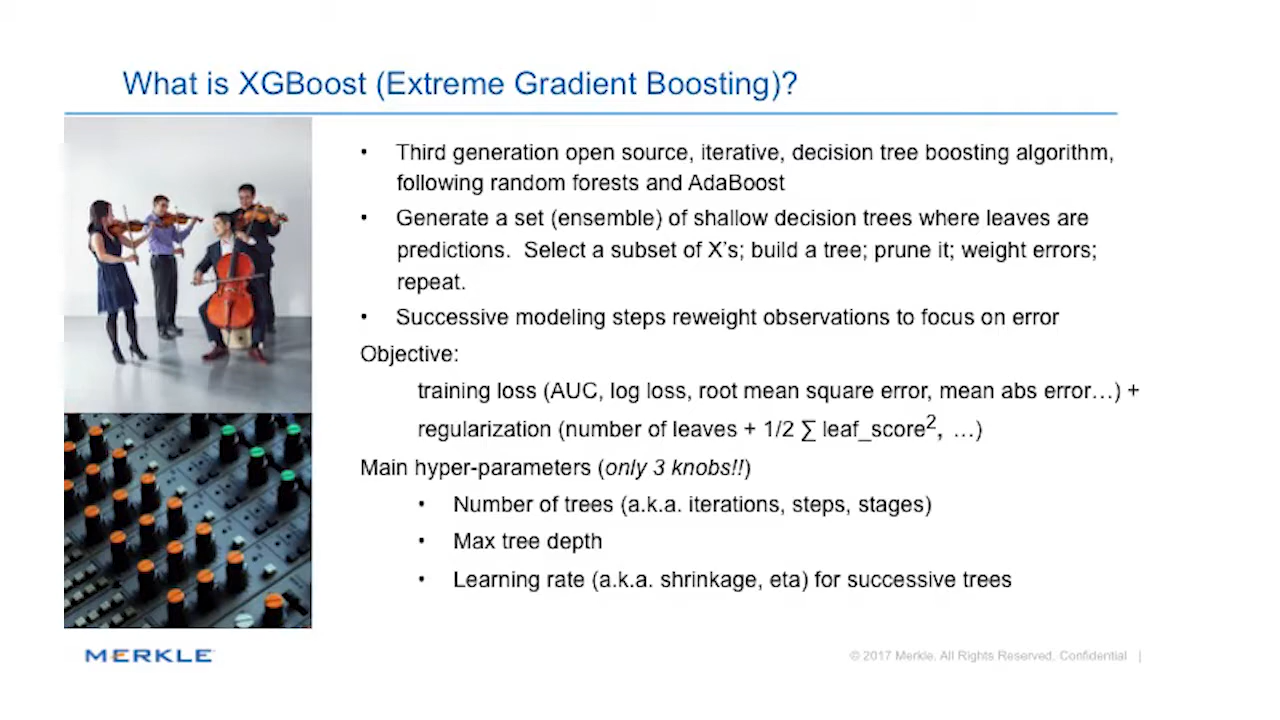 What is XGBoost (Extreme Gradient Boosting)?
• Third generation open source, iterative, decision tree boosting algorithm,
following random forests and AdaBoost
• Generate a set (ensemble) of shallow decision trees where leaves are
predictions.  Select a subset of X's; build a tree; prune it; weight errors;
repeat.
• Successive modeling steps reweight observations to focus on error
Objective:
training loss (AUC, log loss, root mean square error, mean abs error…) +
regularization (number of leaves + 1/2 ∑ leaf_score², …)
Main hyper-parameters (only 3 knobs!!)
• Number of trees (a.k.a. iterations, steps, stages)
• Max tree depth
• Learning rate (a.k.a. shrinkage, eta) for successive trees
MERKLE
© 2017 Merkle. All Rights Reserved. Confidential |